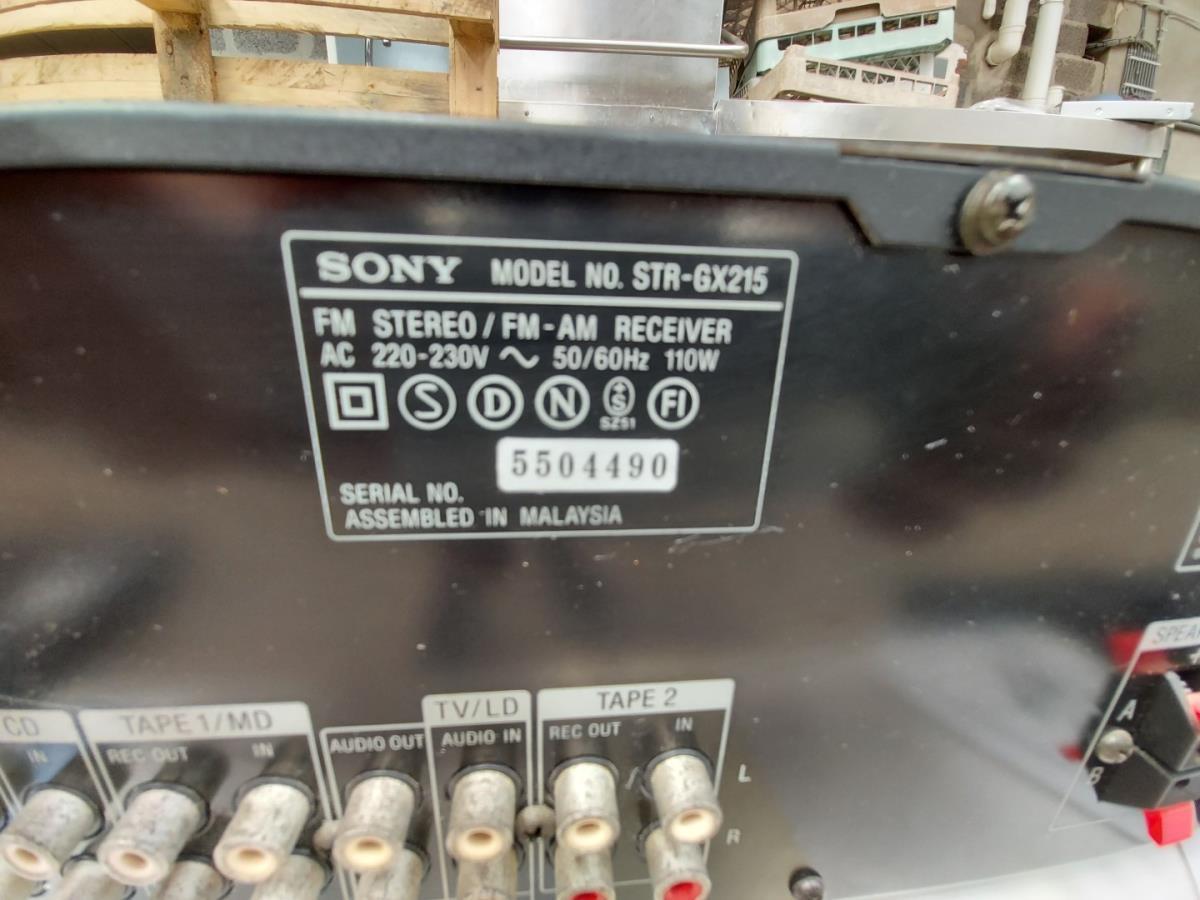 SONY MODEL NO. STR-GX215
FM STEREO / FM-AM RECEIVER
AC 220-230V ~ 50/60Hz 110W
S D N S FI
SZ51
5504490
SERIAL NO.
ASSEMBLED IN MALAYSIA
CD
IN
TAPE 1/MD
REC OUT IN
AUDIO OUT
TV/LD
AUDIO IN
TAPE 2
REC OUT IN
L
R
A
B